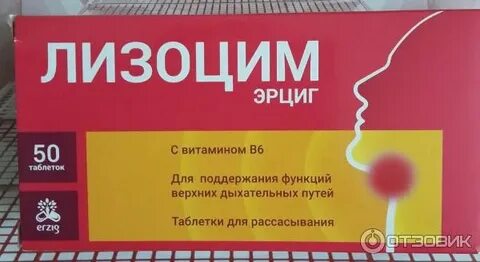 ЛИЗОЦИМ
ЭРЦИГ
50
таблеток
С витамином В6
Для поддержания функций
верхних дыхательных путей
Таблетки для рассасывания
erzig
ОТЗОВИК